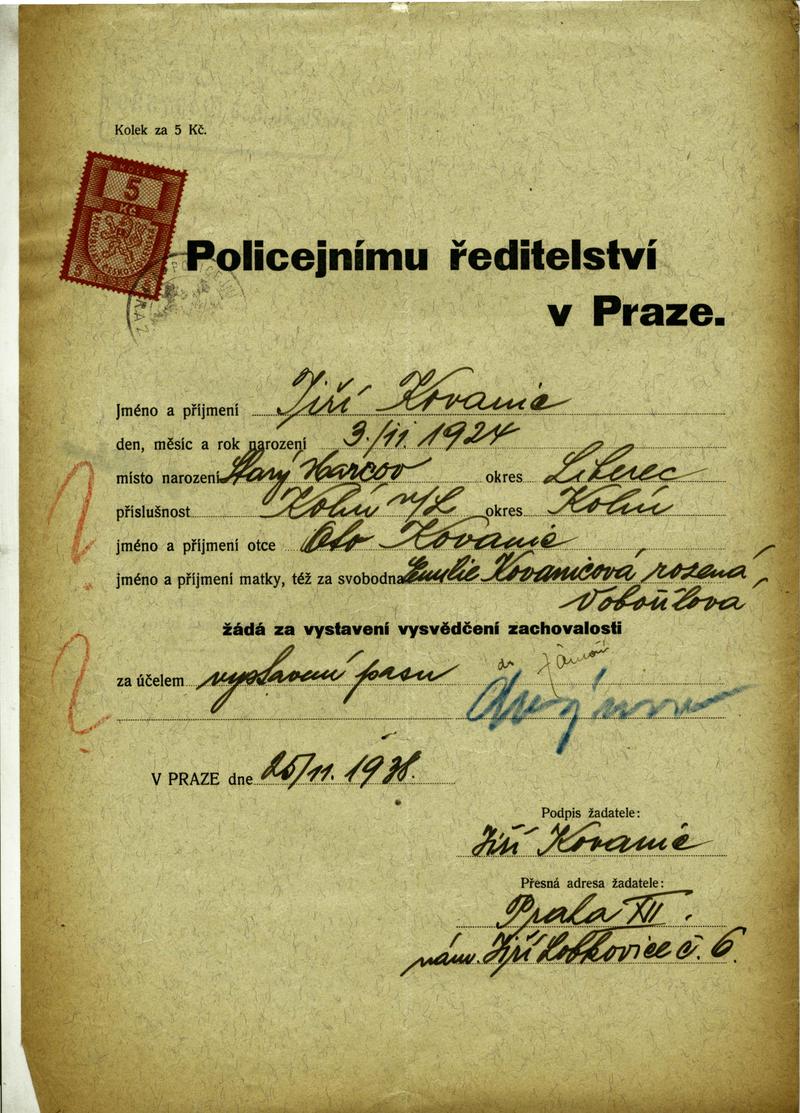 Kolek za 5 Kč.
KOLEK
5
Kč
5
PRAZ
Policejnímu ředitelství
v Praze.
Jméno a příjmení Jiří Kovanic
den, měsíc a rok narození 3./11. 1924
místo narození Starý Harcov okres Liberec
příslušnost Kolín n/L okres Kolín
jméno a příjmení otce Oto Kovanic
jméno a příjmení matky, též za svobodna Emilie Kovanicová rozená
žádá za vystavení vysvědčení zachovalosti
za účelem vystavení pasu
V PRAZE dne 25/11. 1938.
Podpis žadatele:
Jiří Kovanic
Přesná adresa žadatele:
Praha XII.
nám. Jiří Lobkovice č. 6.